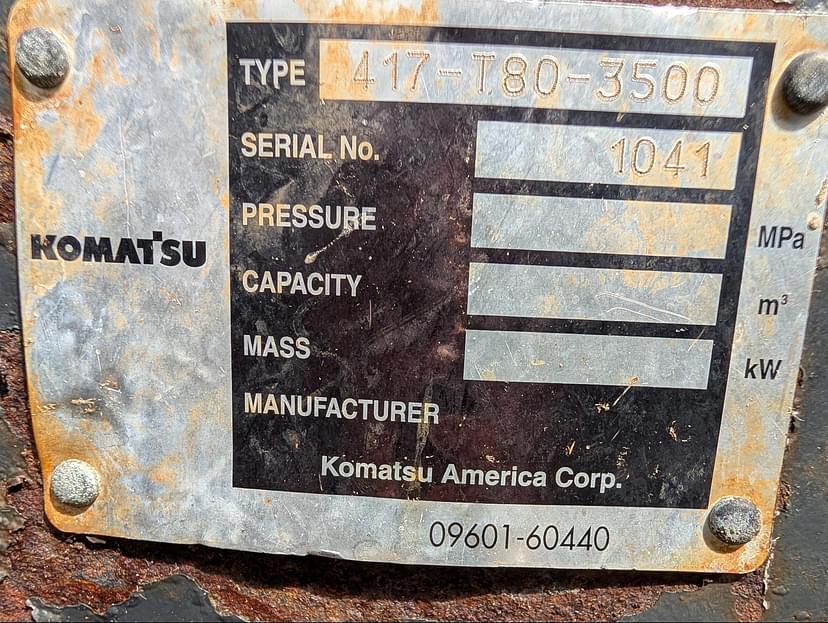 TYPE 417-T80-3500
SERIAL No. 1041
PRESSURE MPa
KOMATSU
CAPACITY m³
MASS kW
MANUFACTURER
Komatsu America Corp.
09601-60440